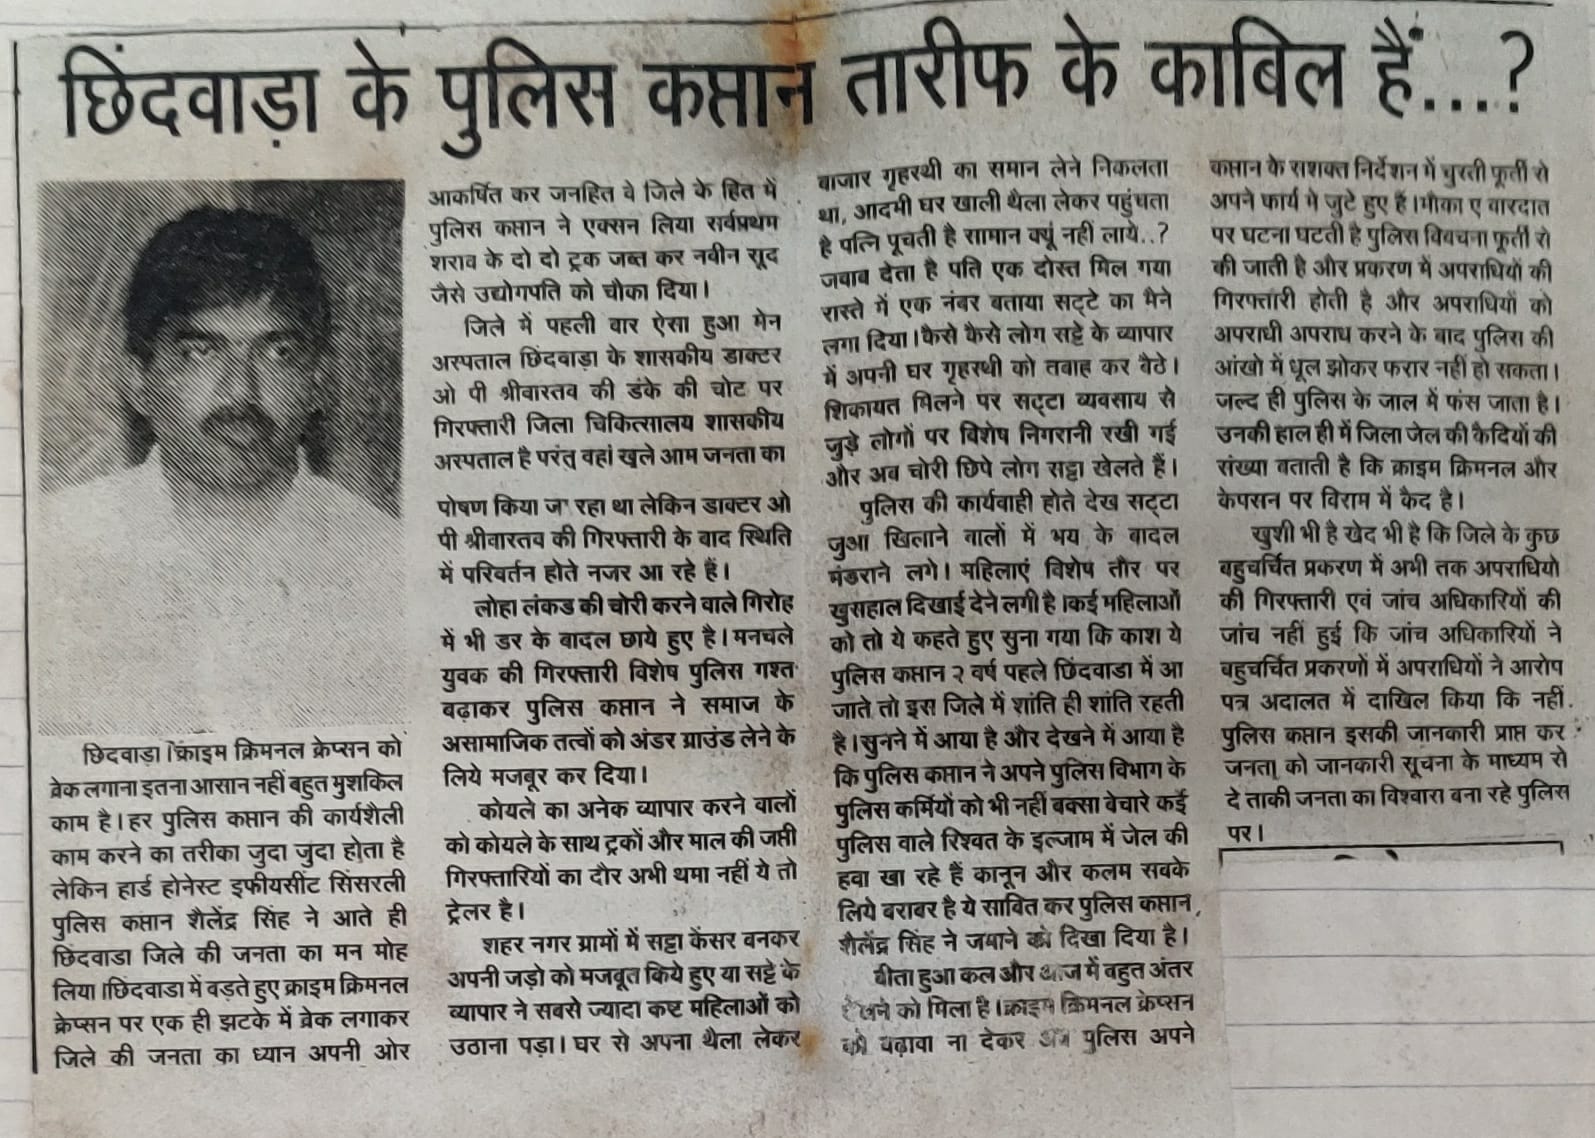 छिंदवाड़ा के पुलिस कप्तान तारीफ के काबिल हैं...?
छिदवाड़ा।क्राइम क्रिमनल क्रेप्सन को
ब्रेक लगाना इतना आसान नहीं बहुत मुशकिल
काम है। हर पुलिस कप्तान की कार्यशैली
काम करने का तरीका जुदा जुंदा होता है
लेकिन हार्ड होनेस्ट इफीयसींट सिंसरली
पुलिस कप्तान शैलेंद्र सिंह ने आते ही
छिंदवाडा जिले की जनता का मन मोह
लिया।छिंदवाडा में वड़ते हुए क्राइम क्रिमनल
क्रेप्सन पर एक ही झटके में ब्रेक लगाकर
जिले की जनता का ध्यान अपनी ओर
आकर्षित कर जनहित वे जिले के हित में
पुलिस कप्तान ने एक्सन लिया सर्वप्रथम
शराव के दो दो ट्रक जब्त कर नवीन सूद
जैसे उद्योगपति को चौका दिया।
जिले में पहली वार ऐसा हुआ मेन
अस्पताल छिंदवाड़ा के शासकीय डाक्टर
ओ पी श्रीवास्तव की डंके की चोट पर
गिरफ्तारी जिला चिकित्सालय शासकीय
अस्पताल है परंतु वहां खुले आम जनता का
पोषण किया जा रहा था लेकिन डाक्टर ओ
पी श्रीवास्तव की गिरफ्तारी के वाद स्थिति
में परिवर्तन होते नजर आ रहे हैं।
लोहा लंकड की चोरी करने वाले गिरोह
में भी डर के बादल छाये हुए है। मनचले
युवक की गिरफ्तारी विशेष पुलिस गश्त
बढ़ाकर पुलिस कप्तान ने समाज के
असामाजिक तत्वों को अंडर ग्राउंड लेने के
लिये मजबूर कर दिया।
कोयले का अनेक व्यापार करने वालों
को कोयले के साथ ट्रकों और माल की जप्ती
गिरफ्तारियों का दौर अभी थमा नहीं ये तो
ट्रेलर है।
शहर नगर ग्रामों में सट्टा केंसर वनकर
अपनी जड़ो को मजबूत किये हुए या सट्टे के
व्यापार ने सबसे ज्यादा कष्ट महिलाओं को
उठाना पड़ा। घर से अपना थैला लेकर
बाजार गृहस्थी का समान लेने निकलता
था, आदमी घर खाली थैला लेकर पहुंचता
है पत्नि पूचती है सामान क्यूं नहीं लाये..?
जवाब देता है पति एक दोस्त मिल गया
रास्ते में एक नंबर बताया सट्टे का मैने
लगा दिया।कैसे कैसे लोग सट्टे के व्यापार
में अपनी घर गृहस्थी को तवाह कर बैठे।
शिकायत मिलने पर सट्टा व्यवसाय से
जुड़े लोगों पर विशेष निगरानी रखी गई
और अब चोरी छिपे लोग सट्टा खेलते हैं।
पुलिस की कार्यवाही होते देख सट्टा
जुआ खिलाने वालों में भय के बादल
मंडराने लगे। महिलाएं विशेष तौर पर
खुसहाल दिखाई देने लगी है।कई महिलाओं
को तो ये कहते हुए सुना गया कि काश ये
पुलिस कप्तान २ वर्ष पहले छिंदवाडा में आ
जाते तो इस जिले में शांति ही शांति रहती
है।सुनने में आया है और देखने में आया है
कि पुलिस कप्तान ने अपने पुलिस विभाग के
पुलिस कर्मियों को भी नहीं बक्सा वेचारे कई
पुलिस वाले रिश्वत के इल्जाम में जेल की
हवा खा रहे हैं कानून और कलम सवके
लिये बरावर है ये सावित कर पुलिस कप्तान
शैलेंद्र सिंह ने जमाने को दिखा दिया है।
बीता हुआ कल और आज में वहुत अंतर
देखने को मिला है।क्राइम क्रिमनल क्रेप्सन
को वढ़ावा ना देकर अब पुलिस अपने
कप्तान के सशक्त निर्देशन में चुस्ती फूर्ती से
अपने कार्य मे जुटे हुए है।मौका ए वारदात
पर घटना घटती है पुलिस विवचना फूर्ती से
की जाती है और प्रकरण में अपराधियों की
गिरफ्तारी होती है और अपराधियों को
अपराधी अपराध करने के बाद पुलिस की
आंखो में धूल झोकर फरार नहीं हो सकता।
जल्द ही पुलिस के जाल में फंस जाता है।
उनकी हाल ही में जिला जेल की कैदियों की
संख्या वताती है कि क्राइम क्रिमनल और
केपसन पर विराम में कैद है।
खुशी भी है खेद भी है कि जिले के कुछ
बहुचर्चित प्रकरण में अभी तक अपराधियो
की गिरफ्तारी एवं जांच अधिकारियों की
जांच नहीं हुई कि जांच अधिकारियों ने
बहुचर्चित प्रकरणों में अपराधियों ने आरोप
पत्र अदालत में दाखिल किया कि नहीं.
पुलिस कप्तान इसकी जानकारी प्राप्त कर
जनता को जानकारी सूचना के माध्यम से
दे ताकी जनता का विश्वास बना रहे पुलिस
पर।